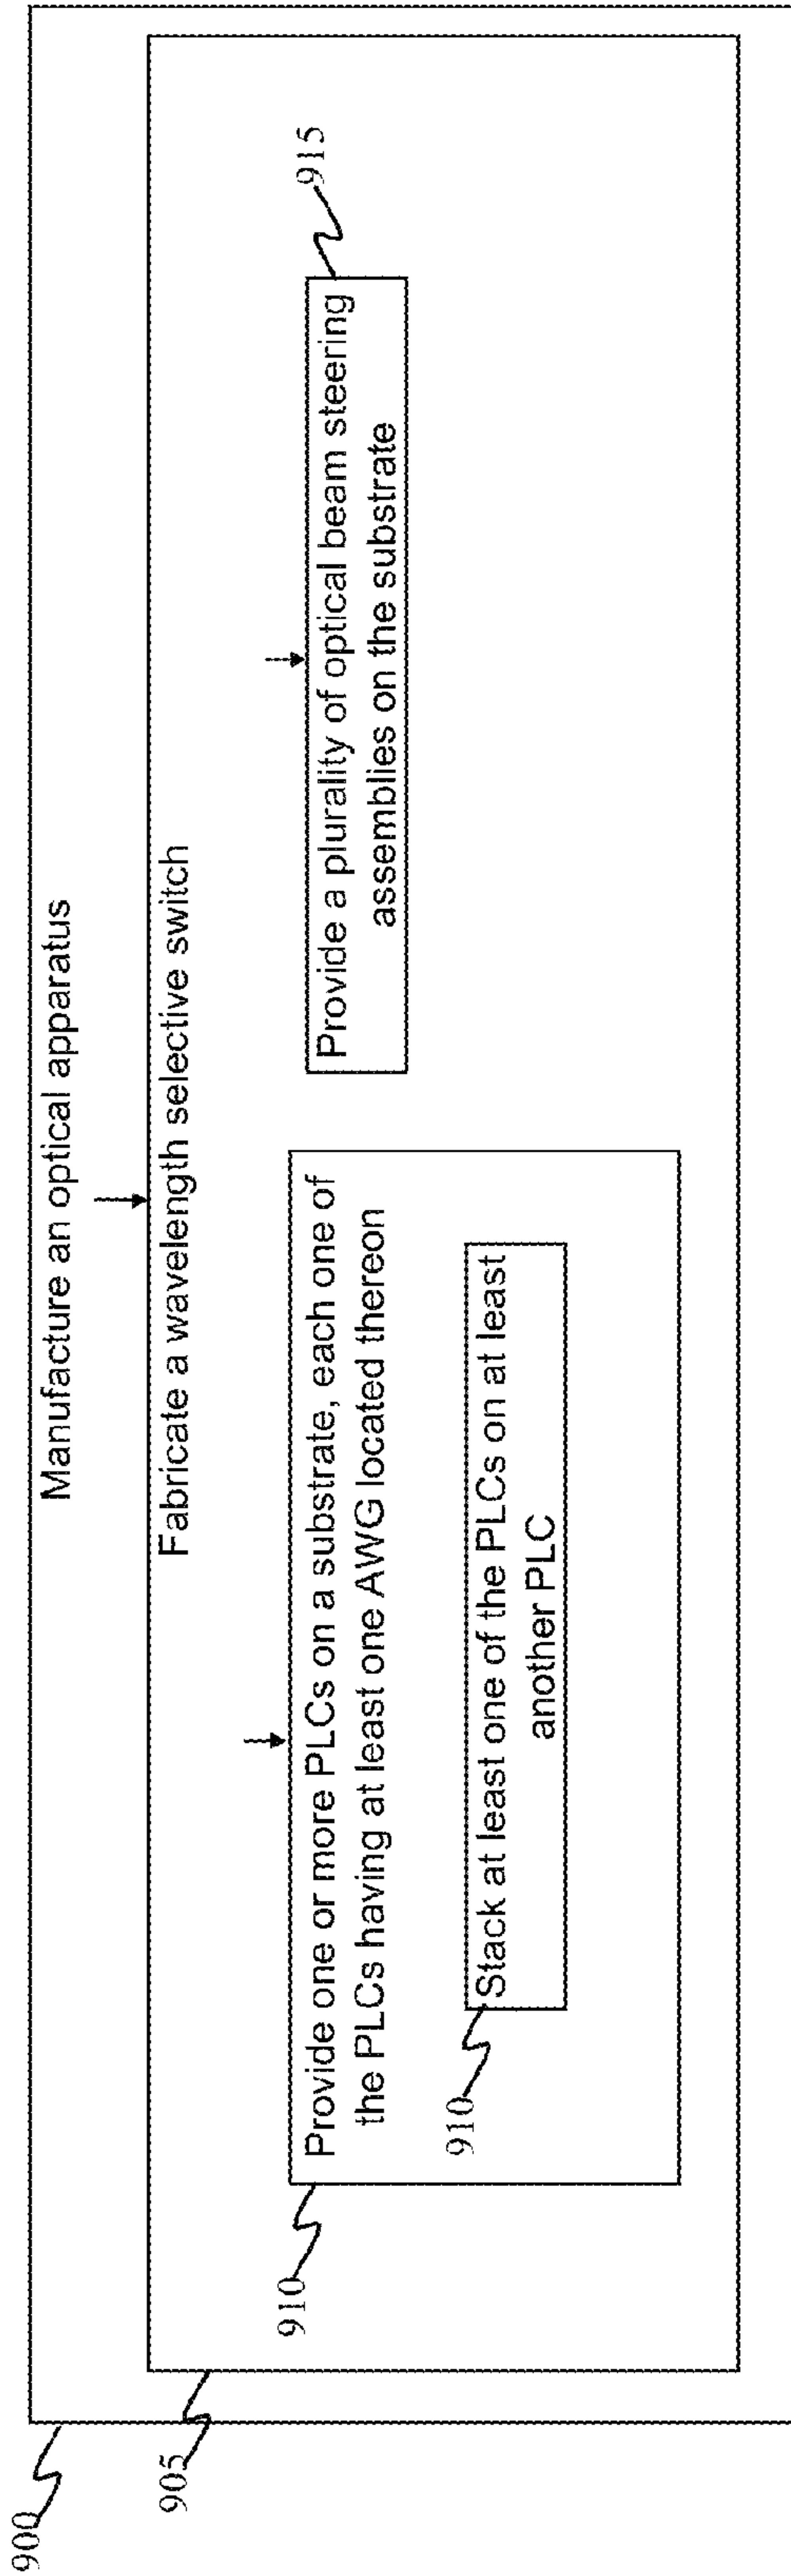 900
Manufacture an optical apparatus
905
Fabricate a wavelength selective switch
910
Provide one or more PLCs on a substrate, each one of
the PLCs having at least one AWG located thereon
910
Stack at least one of the PLCs on at least
another PLC
915
Provide a plurality of optical beam steering
assemblies on the substrate